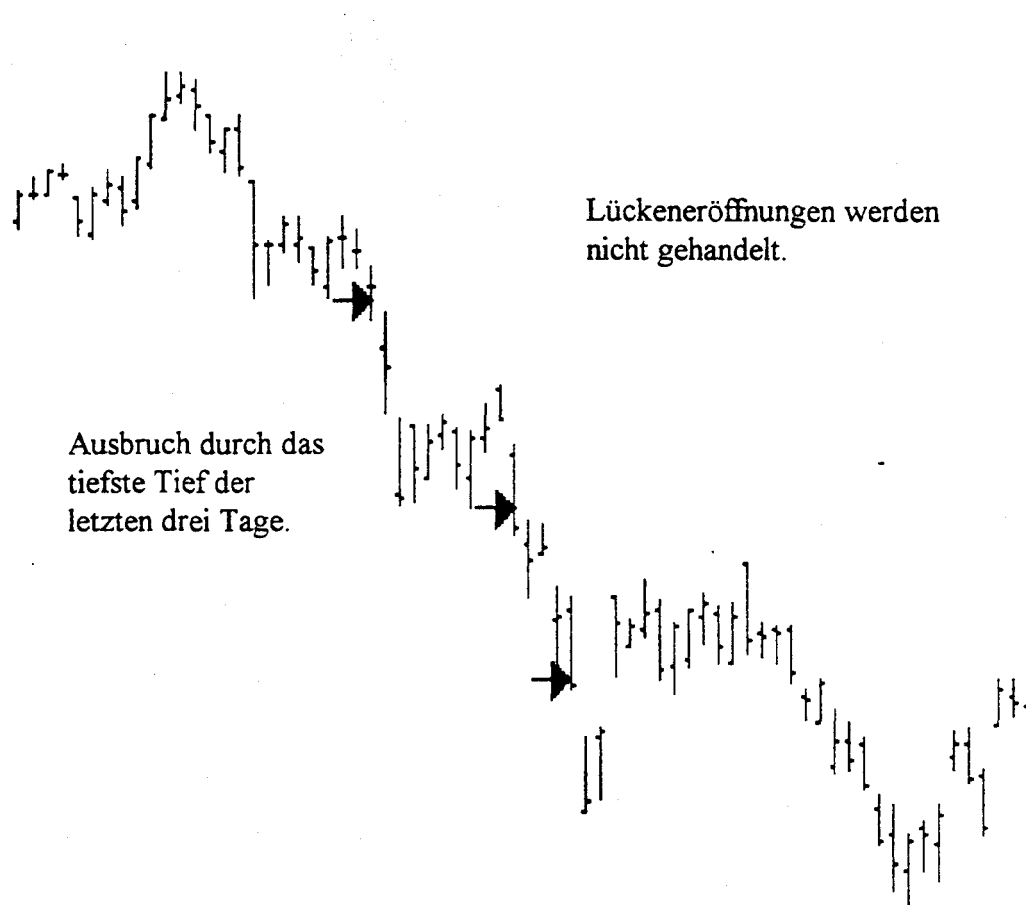 Lückeneröffnungen werden
nicht gehandelt.
Ausbruch durch das
tiefste Tief der
letzten drei Tage.